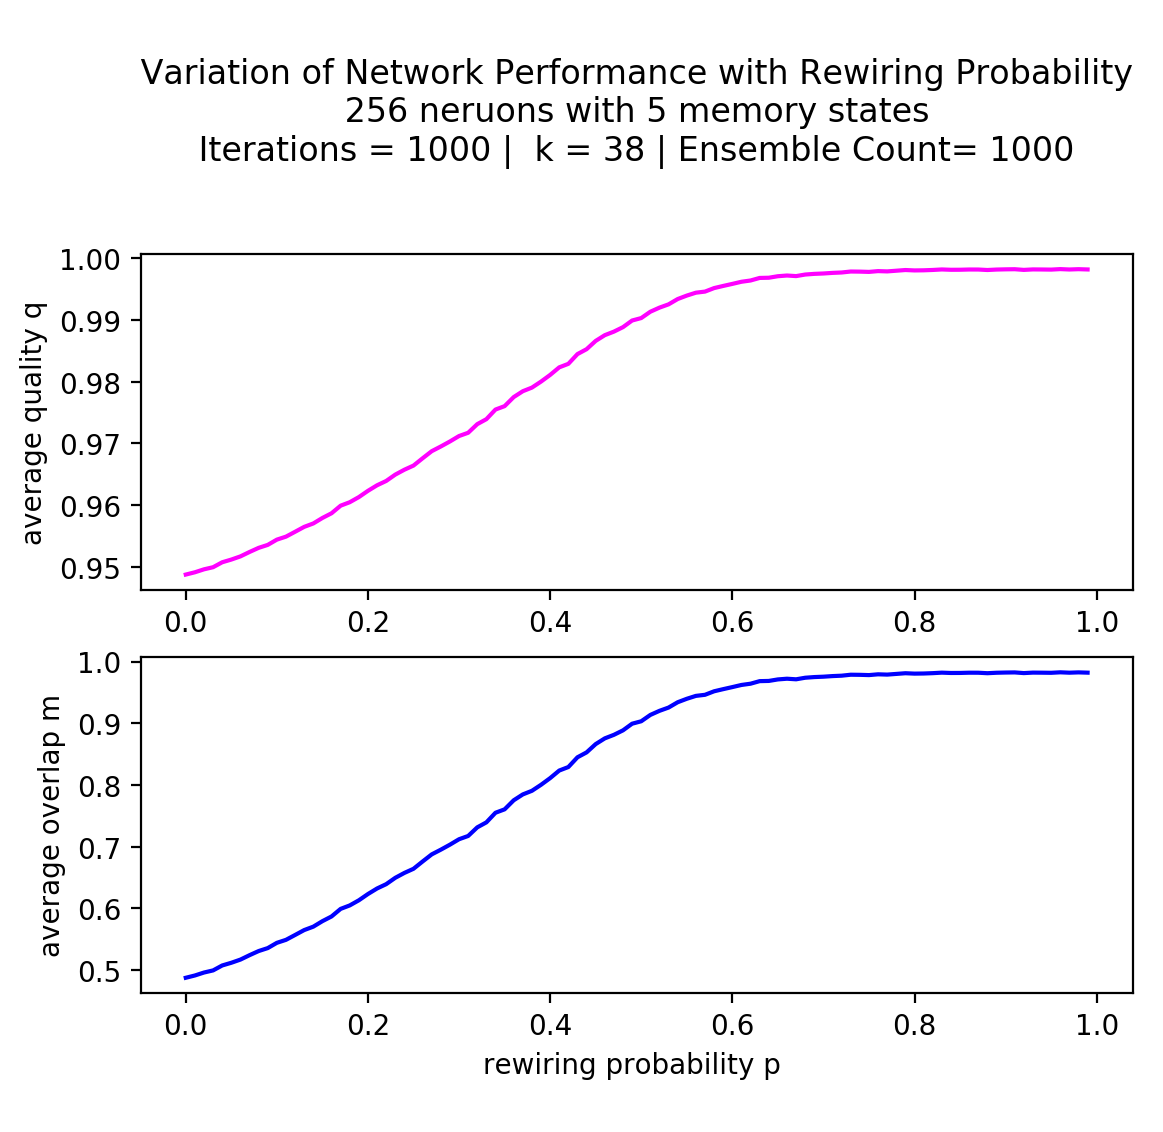 Variation of Network Performance with Rewiring Probability
256 neruons with 5 memory states
Iterations = 1000 |  k = 38 | Ensemble Count= 1000
average quality q
1.00
0.99
0.98
0.97
0.96
0.95
0.0 0.2 0.4 0.6 0.8 1.0
average overlap m
1.0
0.9
0.8
0.7
0.6
0.5
0.0 0.2 0.4 0.6 0.8 1.0
rewiring probability p